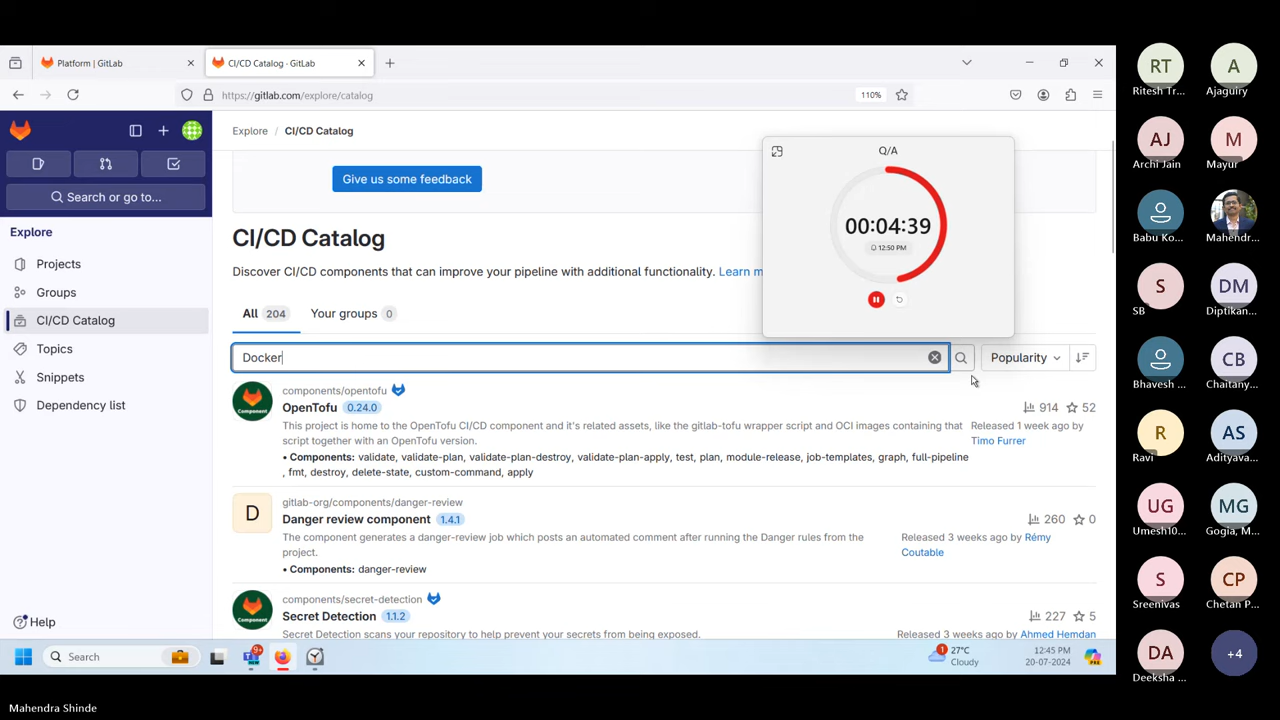 Platform | GitLab
CI/CD Catalog · GitLab
https://gitlab.com/explore/catalog
110%
Search or go to...
Explore
Projects
Groups
CI/CD Catalog
Topics
Snippets
Dependency list
Help
Explore / CI/CD Catalog
Give us some feedback
CI/CD Catalog
Discover CI/CD components that can improve your pipeline with additional functionality. Learn m
All 204 Your groups 0
Docker
Popularity
components/opentofu
OpenTofu 0.24.0
914 52
This project is home to the OpenTofu CI/CD component and it's related assets, like the gitlab-tofu wrapper script and OCI images containing that
script together with an OpenTofu version.
Released 1 week ago by
Timo Furrer
• Components: validate, validate-plan, validate-plan-destroy, validate-plan-apply, test, plan, module-release, job-templates, graph, full-pipeline
, fmt, destroy, delete-state, custom-command, apply
Component
D
gitlab-org/components/danger-review
Danger review component 1.4.1
260 0
The component generates a danger-review job which posts an automated comment after running the Danger rules from the
project.
Released 3 weeks ago by Rémy
Coutable
• Components: danger-review
Component
components/secret-detection
Secret Detection 1.1.2
227 5
Secret Detection scans your repository to help prevent your secrets from being exposed.
Released 3 weeks ago by Ahmed Hemdan
Q/A
00:04:39
12:50 PM
Search
9+
1
27°C
Cloudy
12:45 PM
20-07-2024
PRE
Mahendra Shinde
RT
Ritesh Tr...
A
Ajaguiry
AJ
Archi Jain
M
Mayur
Babu Ko...
Mahendr...
S
SB
DM
Diptikan...
Bhavesh ...
CB
Chaitany...
R
Ravi
AS
Adityava...
UG
Umesh10...
MG
Gogia, M...
S
Sreenivas
CP
Chetan P...
DA
Deeksha ...
+4